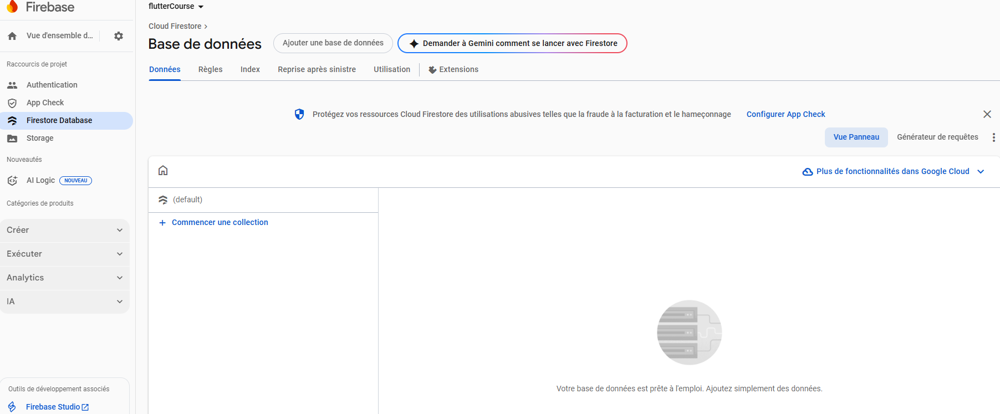 Firebase
flutterCourse
Vue d'ensemble d...
Cloud Firestore
Base de données
Ajouter une base de données
Demander à Gemini comment se lancer avec Firestore
Données
Règles
Index
Reprise après sinistre
Utilisation
Extensions
Raccourcis de projet
Authentication
App Check
Firestore Database
Storage
Nouveautés
AI Logic NOUVEAU
Catégories de produits
Créer
Exécuter
Analytics
IA
Outils de développement associés
Firebase Studio
Protégez vos ressources Cloud Firestore des utilisations abusives telles que la fraude à la facturation et le hameçonnage
Configurer App Check
Vue Panneau
Générateur de requêtes
Plus de fonctionnalités dans Google Cloud
(default)
+ Commencer une collection
Votre base de données est prête à l'emploi. Ajoutez simplement des données.